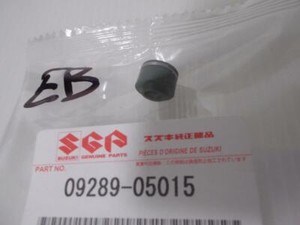 EB
SGP
スズキ純正部品
SUZUKI GENUINE PARTS
PIÈCES D'ORIGINE DE SUZUKI
PART NO.
09289-05015